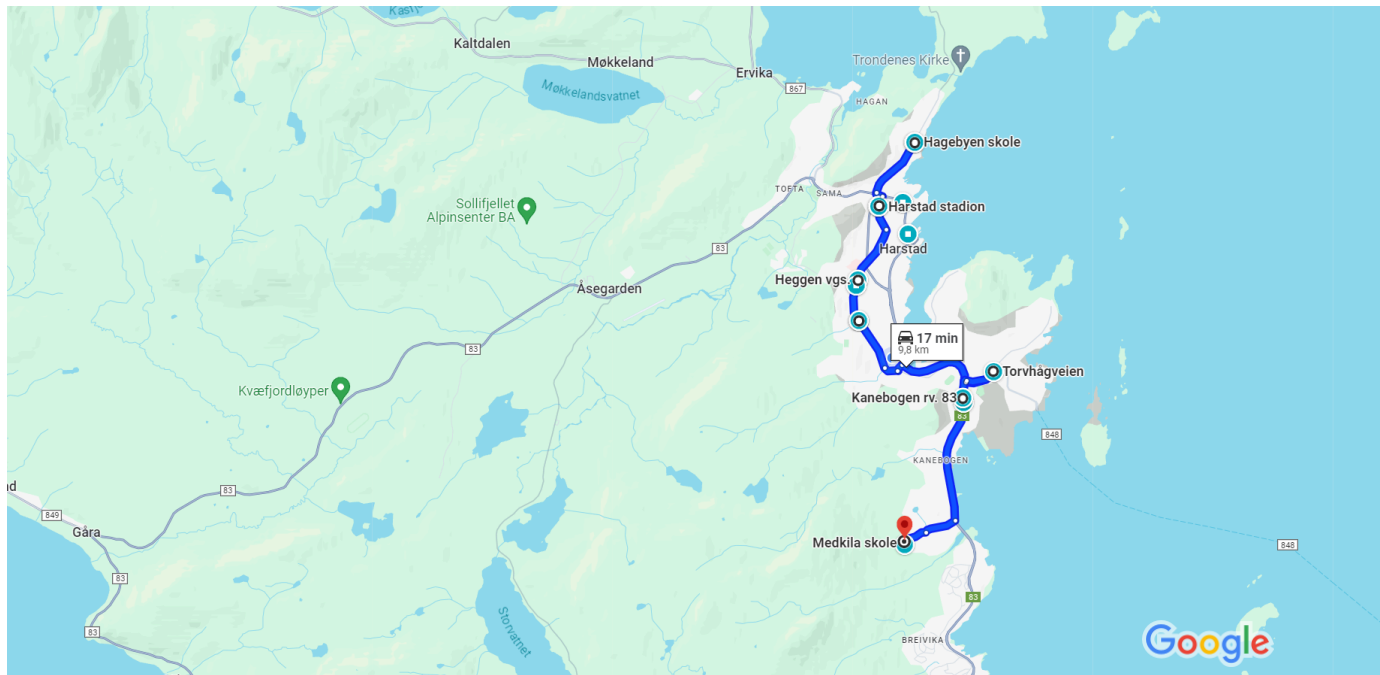 Kasfj
Kaltdalen
Møkkeland
Ervika
Trondenes Kirke
Møkkelandsvatnet
867
HAGAN
Hagebyen skole
TOFTA
SAMA
Sollifjellet
Alpinsenter BA
Harstad stadion
83
Harstad
Heggen vgs.
Åsegarden
17 min
9,8 km
83
Torvhågveien
Kvæfjordløyper
Kanebogen rv. 83
83
848
KANEBOGEN
83
849
Gåra
Medkila skole
848
83
83
83
Storvatnet
BREIVIKA
Google